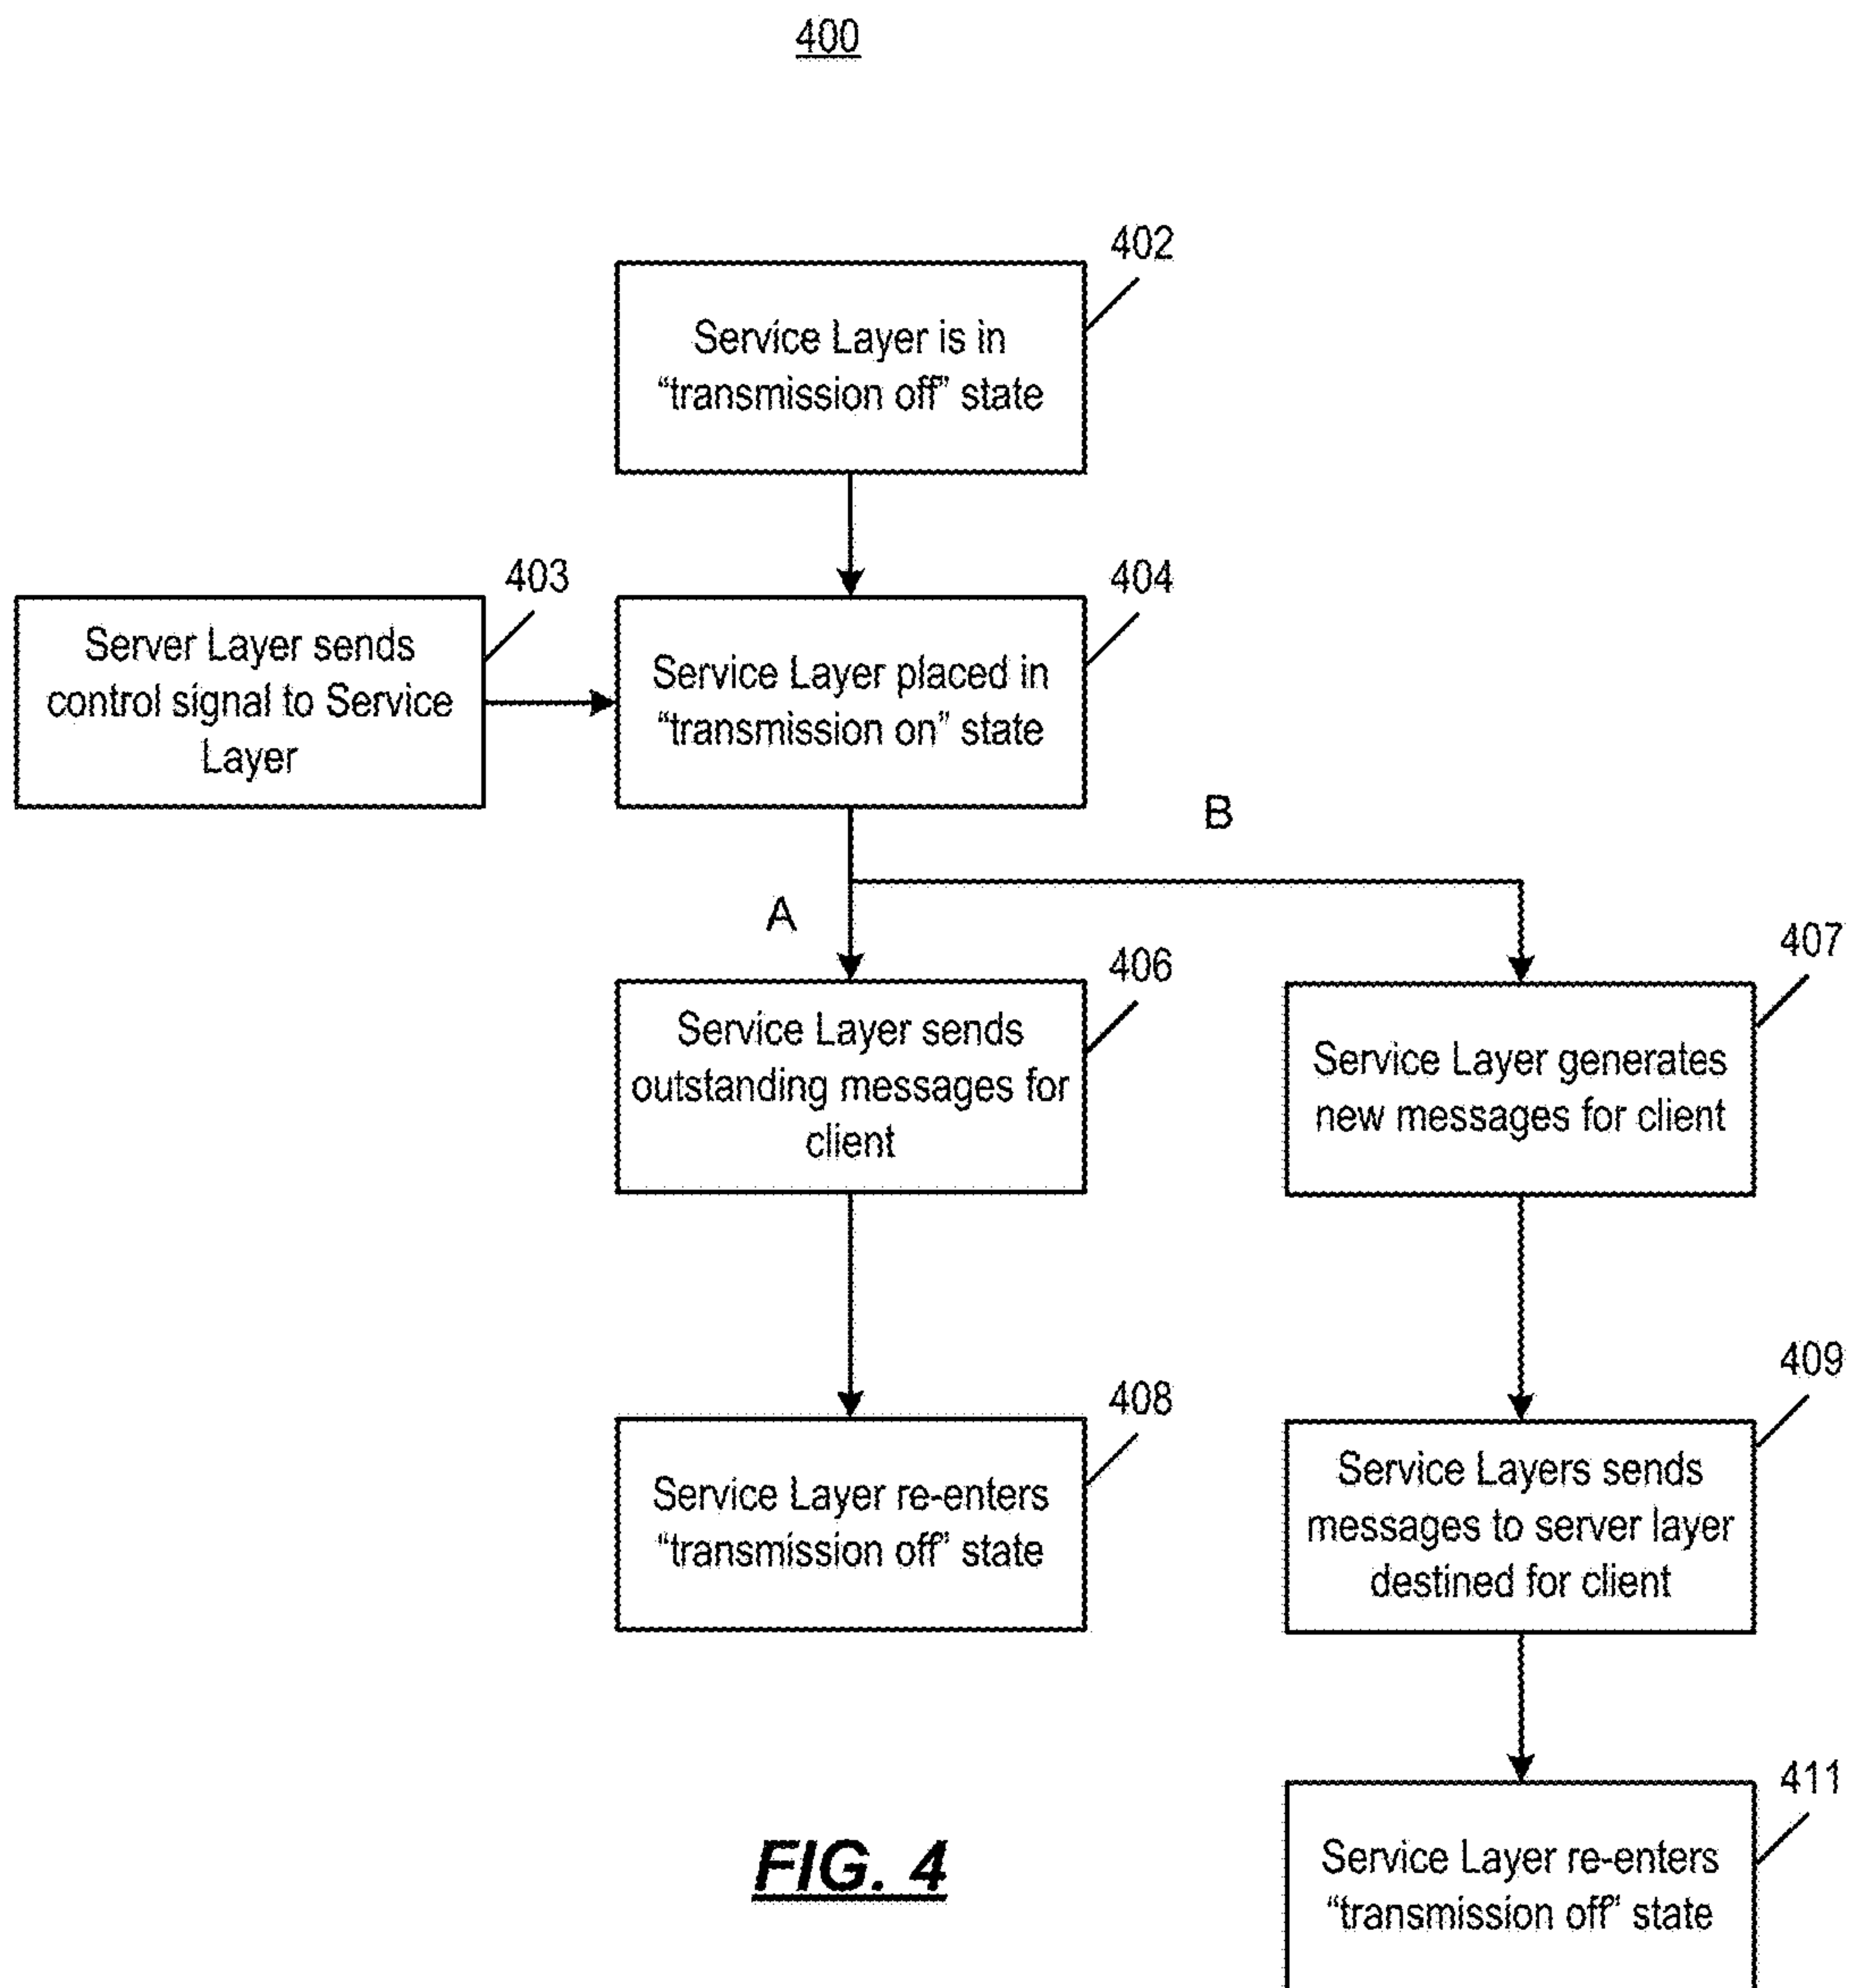 400
402
Service Layer is in
“transmission off” state
403
Server Layer sends
control signal to Service
Layer
404
Service Layer placed in
“transmission on” state
B
A
406
Service Layer sends
outstanding messages for
client
407
Service Layer generates
new messages for client
408
Service Layer re-enters
“transmission off” state
409
Service Layers sends
messages to server layer
destined for client
411
Service Layer re-enters
“transmission off” state
FIG. 4